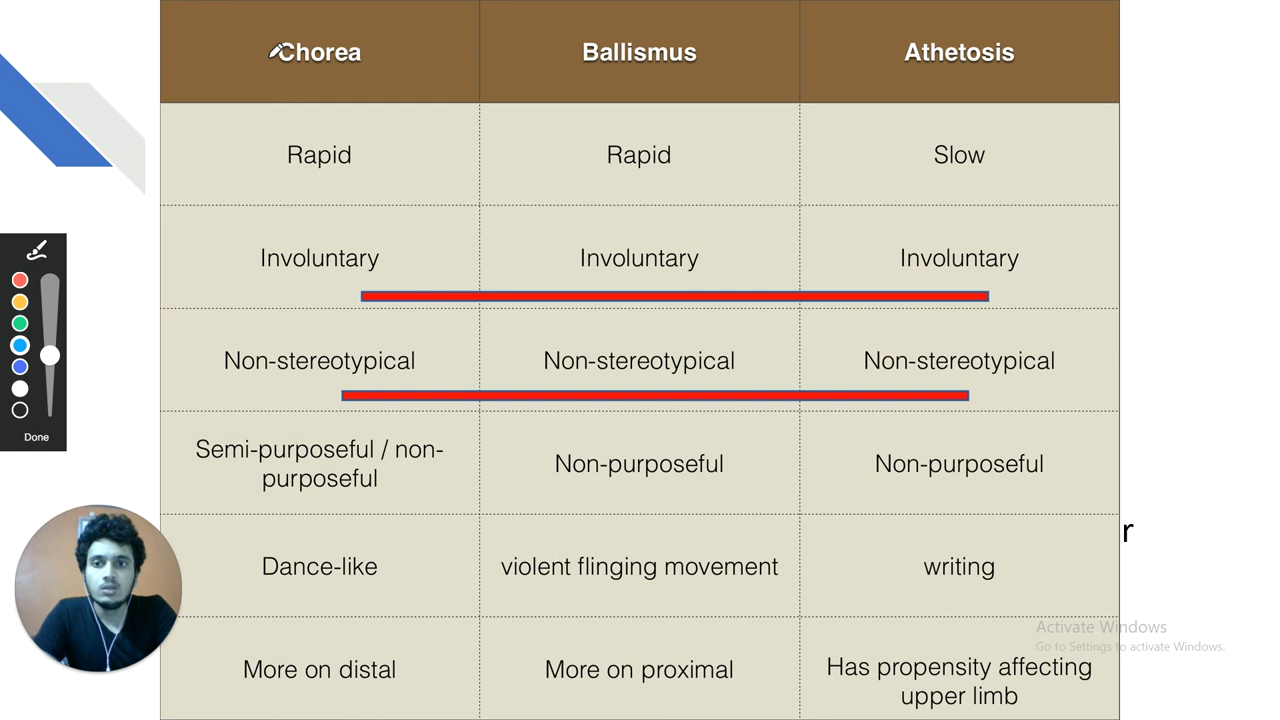 Chorea Ballismus Athetosis
Rapid Rapid Slow
Involuntary Involuntary Involuntary
Non-stereotypical Non-stereotypical Non-stereotypical
Semi-purposeful / non-
purposeful Non-purposeful Non-purposeful
Dance-like violent flinging movement writing
More on distal More on proximal Has propensity affecting
upper limb
Done
r
Activate Windows
Go to Settings to activate Windows.